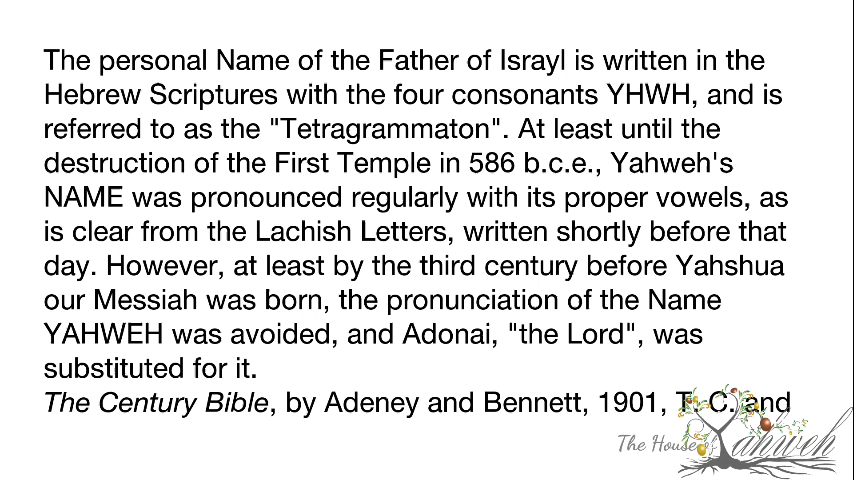 The personal Name of the Father of Israyl is written in the
Hebrew Scriptures with the four consonants YHWH, and is
referred to as the "Tetragrammaton". At least until the
destruction of the First Temple in 586 b.c.e., Yahweh's
NAME was pronounced regularly with its proper vowels, as
is clear from the Lachish Letters, written shortly before that
day. However, at least by the third century before Yahshua
our Messiah was born, the pronunciation of the Name
YAHWEH was avoided, and Adonai, "the Lord", was
substituted for it.
The Century Bible, by Adeney and Bennett, 1901, T. C. and
The House of Yahweh